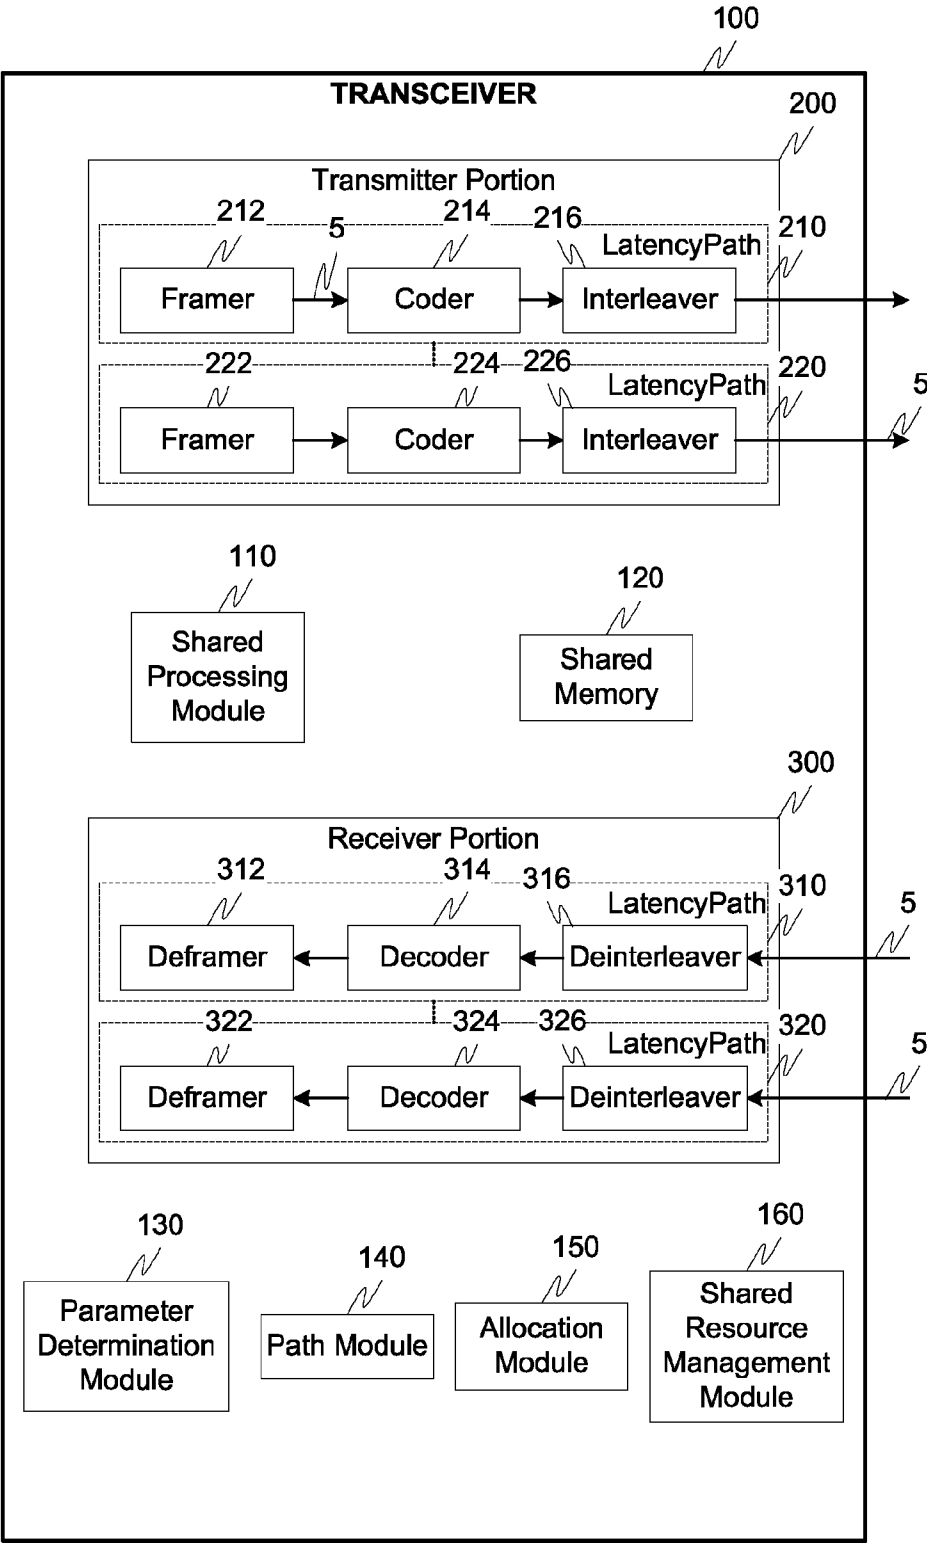 100
TRANSCEIVER
200
Transmitter Portion
212
5
214
216
LatencyPath
210
Framer
Coder
Interleaver
222
224
226
LatencyPath
220
5
Framer
Coder
Interleaver
110
120
Shared
Processing
Module
Shared
Memory
300
Receiver Portion
312
314
316
LatencyPath
310
5
Deframer
Decoder
Deinterleaver
322
324
326
LatencyPath
320
5
Deframer
Decoder
Deinterleaver
130
140
150
160
Parameter
Determination
Module
Path Module
Allocation
Module
Shared
Resource
Management
Module